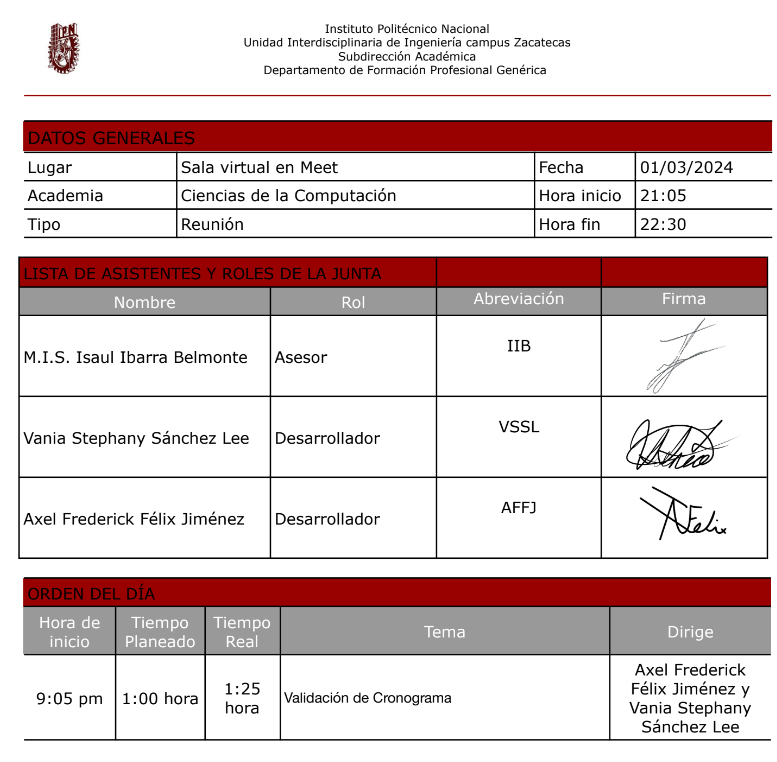 IPN
Instituto Politécnico Nacional
Unidad Interdisciplinaria de Ingeniería campus Zacatecas
Subdirección Académica
Departamento de Formación Profesional Genérica
DATOS GENERALES
Lugar Sala virtual en Meet Fecha 01/03/2024
Academia Ciencias de la Computación Hora inicio 21:05
Tipo Reunión Hora fin 22:30
LISTA DE ASISTENTES Y ROLES DE LA JUNTA
Nombre Rol Abreviación Firma
M.I.S. Isaul Ibarra Belmonte Asesor IIB
Vania Stephany Sánchez Lee Desarrollador VSSL
Axel Frederick Félix Jiménez Desarrollador AFFJ AFelix
ORDEN DEL DÍA
Hora de inicio Tiempo Planeado Tiempo Real Tema Dirige
9:05 pm 1:00 hora 1:25 hora Validación de Cronograma Axel Frederick Félix Jiménez y Vania Stephany Sánchez Lee